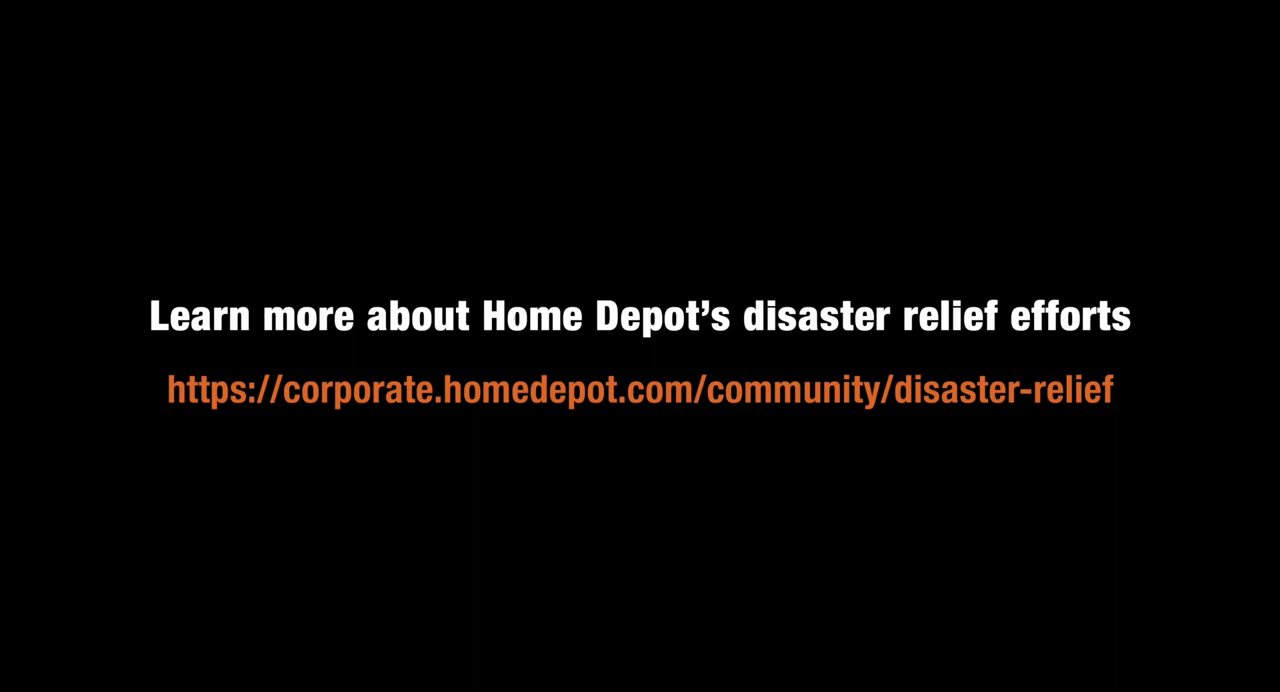 Learn more about Home Depot’s disaster relief efforts
https://corporate.homedepot.com/community/disaster-relief